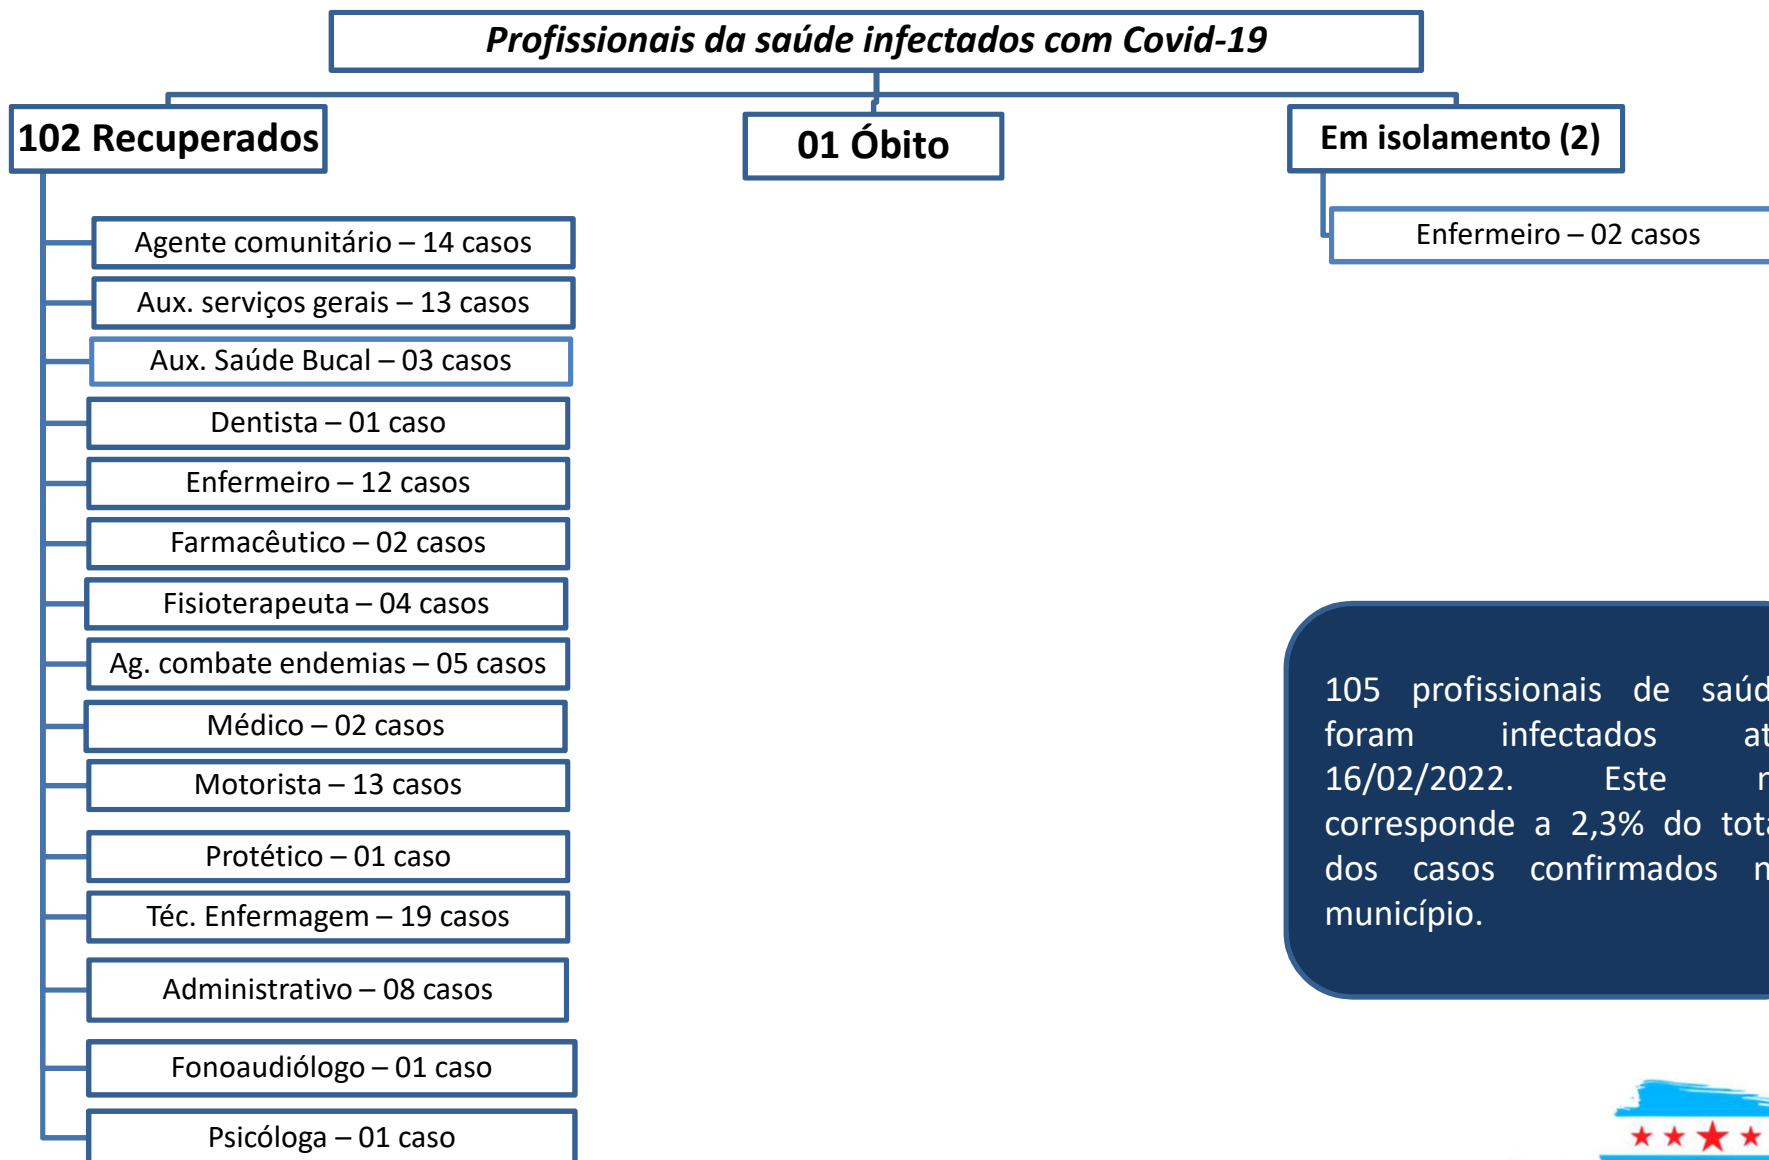 Profissionais da saúde infectados com Covid-19
102 Recuperados
01 Óbito
Em isolamento (2)
Agente comunitário – 14 casos
Aux. serviços gerais – 13 casos
Aux. Saúde Bucal – 03 casos
Dentista – 01 caso
Enfermeiro – 12 casos
Farmacêutico – 02 casos
Fisioterapeuta – 04 casos
Ag. combate endemias – 05 casos
Médico – 02 casos
Motorista – 13 casos
Protético – 01 caso
Téc. Enfermagem – 19 casos
Administrativo – 08 casos
Fonoaudiólogo – 01 caso
Psicóloga – 01 caso
Enfermeiro – 02 casos
105 profissionais de
foram infectados
16/02/2022. Este
corresponde a 2,3% do
dos casos confirmados
município.